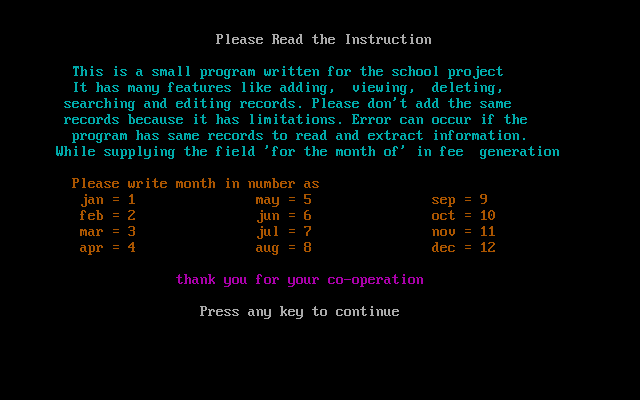 Please Read the Instruction
This is a small program written for the school project
It has many features like adding,  viewing,  deleting,
searching and editing records. Please don't add the same
records because it has limitations. Error can occur if the
program has same records to read and extract information.
While supplying the field 'for the month of' in fee  generation
Please write month in number as
jan = 1 may = 5 sep = 9
feb = 2 jun = 6 oct = 10
mar = 3 jul = 7 nov = 11
apr = 4 aug = 8 dec = 12
thank you for your co-operation
Press any key to continue